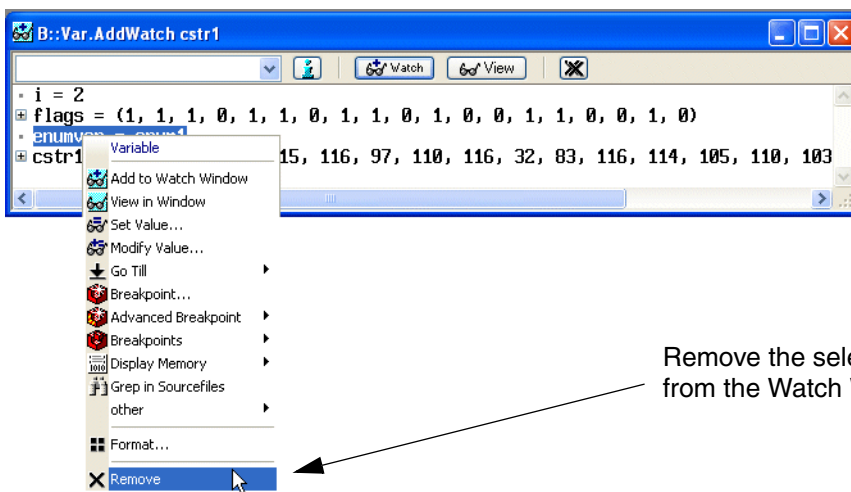 B::Var.AddWatch cstr1
Watch View
i = 2
flags = (1, 1, 1, 0, 1, 1, 0, 1, 1, 0, 1, 0, 0, 1, 1, 0, 0, 1, 0)
cstr1 15, 116, 97, 110, 116, 32, 83, 116, 114, 105, 110, 103
Variable
Add to Watch Window
View in Window
Set Value...
Modify Value...
Go Till
Breakpoint...
Advanced Breakpoint
Breakpoints
Display Memory
Grep in Sourcefiles
other
Format...
Remove
Remove the sele
from the Watch